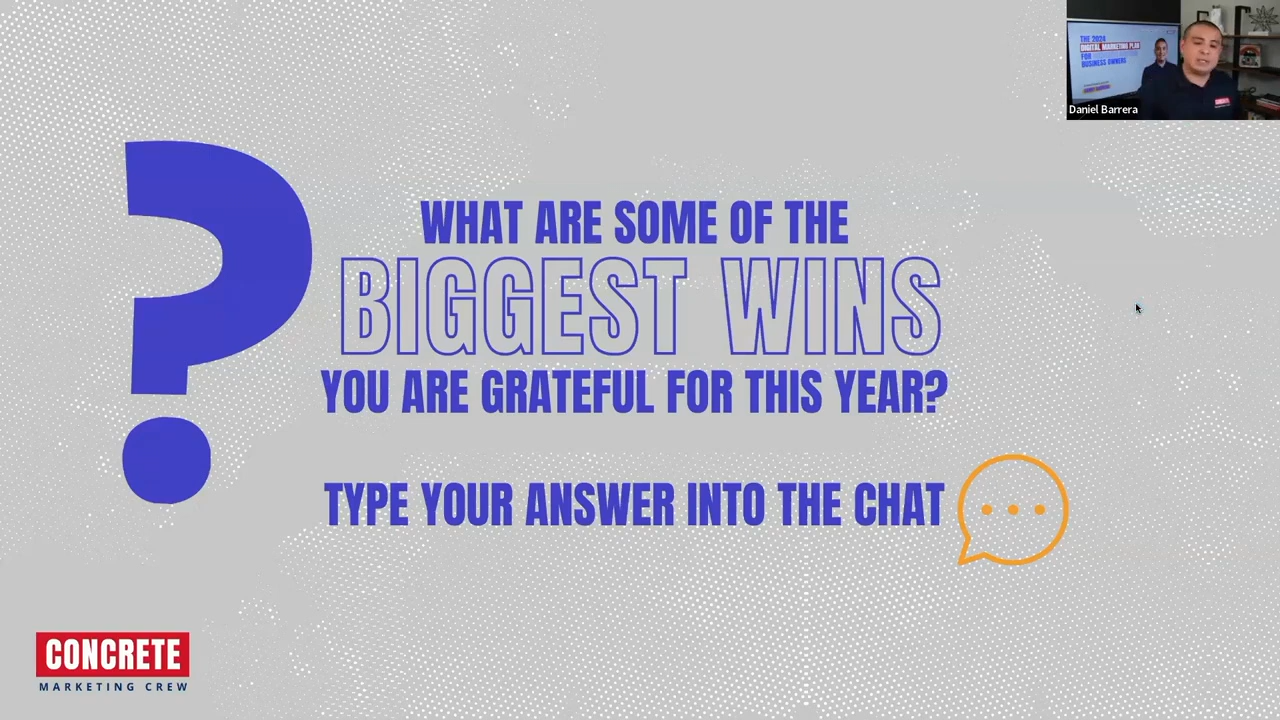 THE 2024
DIGITAL MARKETING PLAN
FOR
BUSINESS OWNERS
Daniel Barrera
?
WHAT ARE SOME OF THE
BIGGEST WINS
YOU ARE GRATEFUL FOR THIS YEAR?
TYPE YOUR ANSWER INTO THE CHAT
CONCRETE
MARKETING CREW